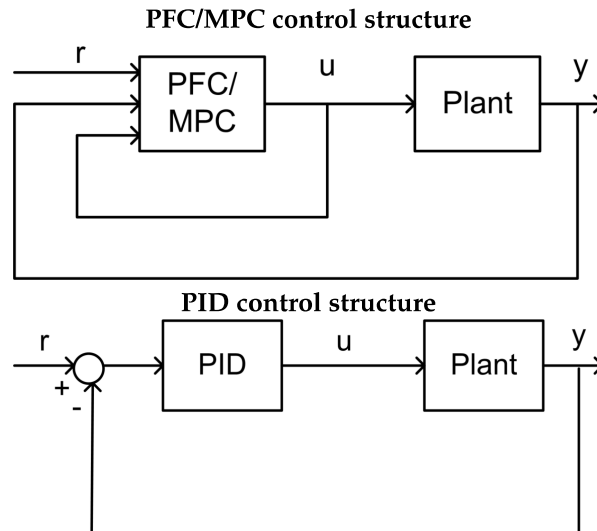 PFC/MPC control structure
r
u
y
PFC/
MPC
Plant
PID control structure
r
u
y
PID
Plant
+
-